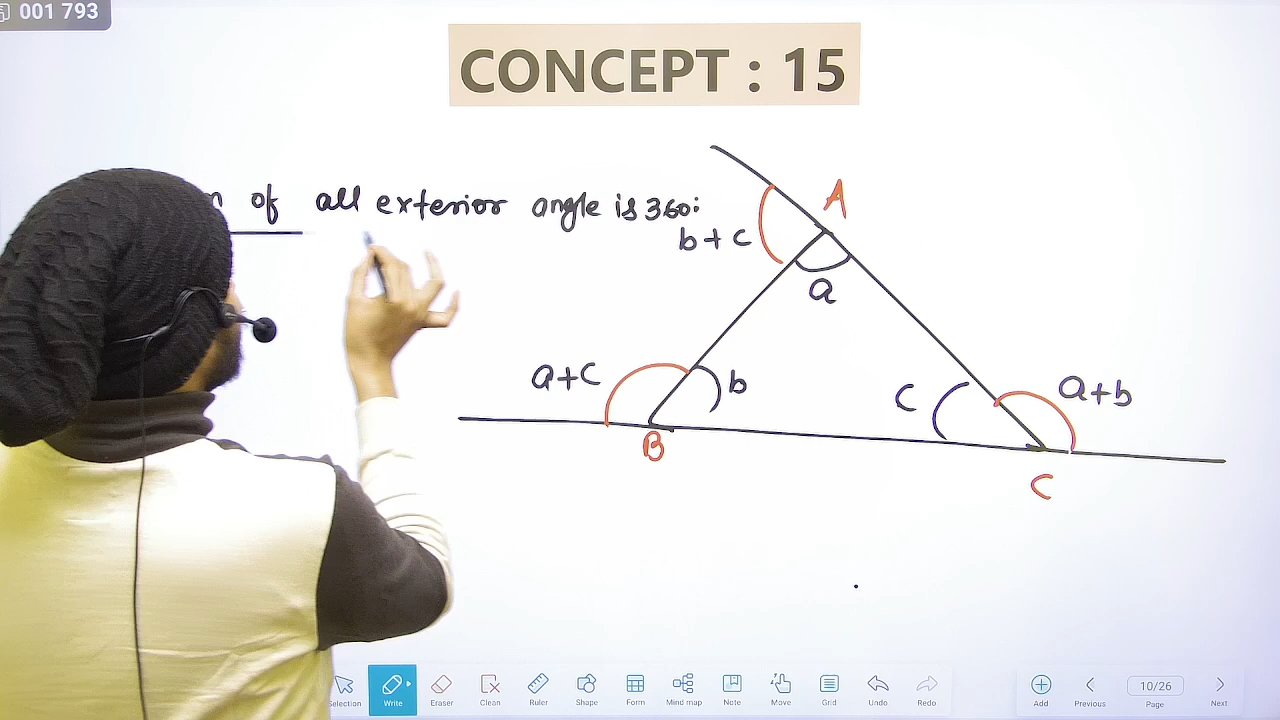 001 793
CONCEPT : 15
of all exterior angle is 360:
A
b + c
a
a+c
b
c
a+b
B
C
Selection
Write
Eraser
Clean
Ruler
Shape
Form
Mind map
Note
Move
Grid
Undo
Redo
Add
Previous
10/26
Page
Next